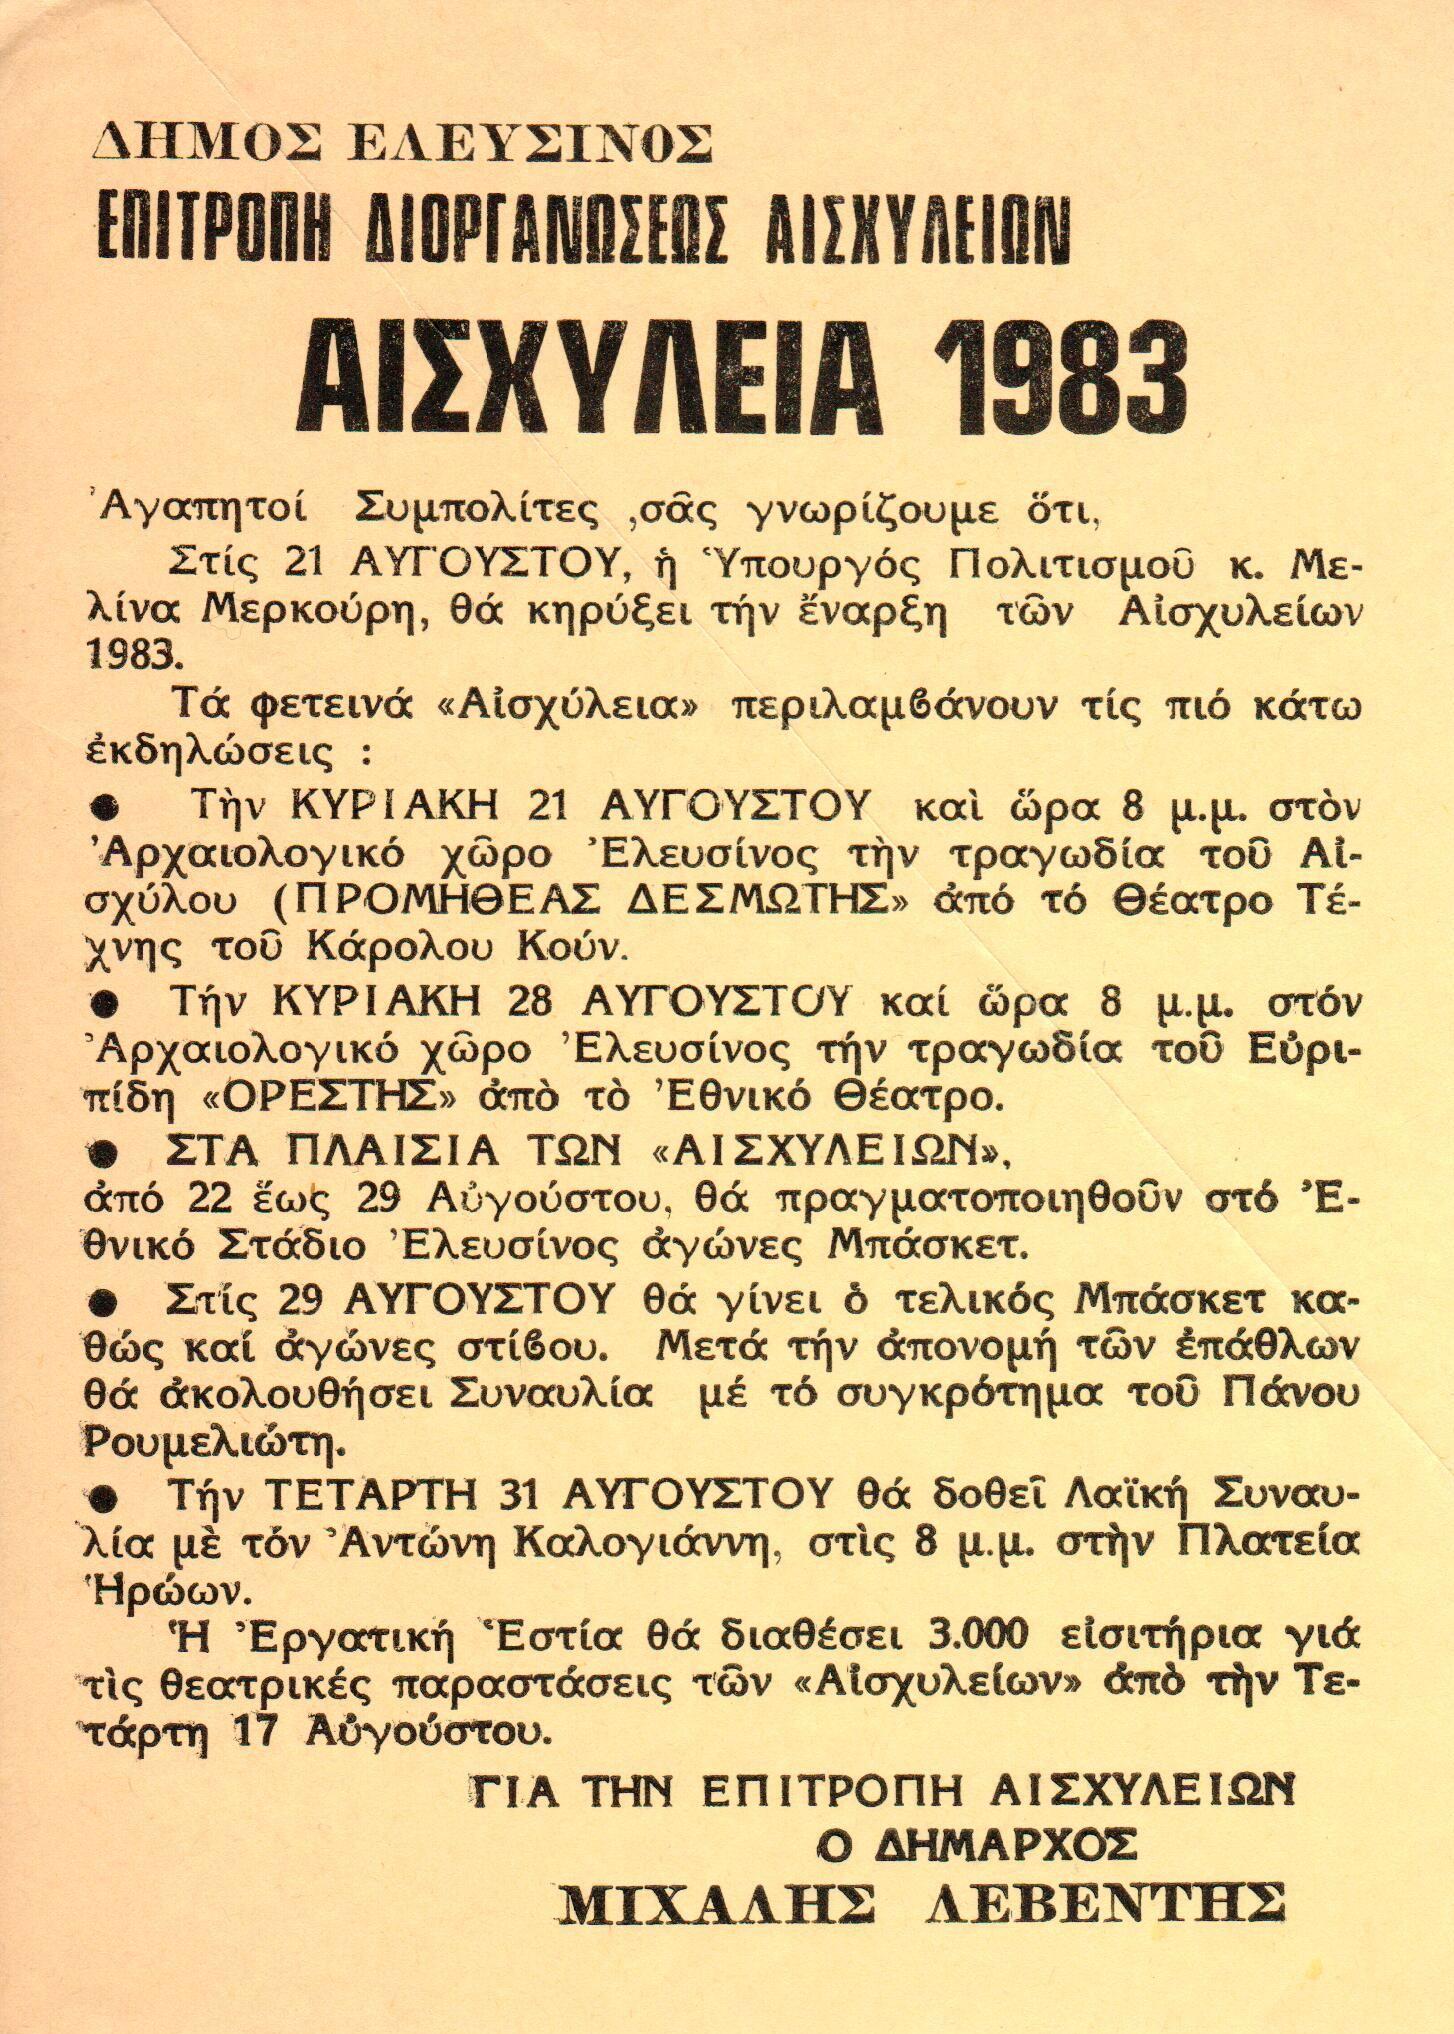 ΔΗΜΟΣ ΕΛΕΥΣΙΝΟΣ
ΕΠΙΤΡΟΠΗ ΔΙΟΡΓΑΝΩΣΕΩΣ ΑΙΣΧΥΛΕΙΩΝ
ΑΙΣΧΥΛΕΙΑ 1983
Ἀγαπητοί Συμπολίτες ,σᾶς γνωρίζουμε ὅτι,
Στίς 21 ΑΥΓΟΥΣΤΟΥ, ἡ Ὑπουργός Πολιτισμοῦ κ. Με-
λίνα Μερκούρη, θά κηρύξει τήν ἔναρξη τῶν Αἰσχυλείων
1983.
Τά φετεινά «Αἰσχύλεια» περιλαμβάνουν τίς πιό κάτω
ἐκδηλώσεις :
● Τὴν ΚΥΡΙΑΚΗ 21 ΑΥΓΟΥΣΤΟΥ καὶ ὥρα 8 μ.μ. στὸν
Ἀρχαιολογικό χῶρο Ἐλευσίνος τὴν τραγωδία τοῦ Αἰ-
σχύλου (ΠΡΟΜΗΘΕΑΣ ΔΕΣΜΩΤΗΣ» ἀπό τό Θέατρο Τέ-
χνης τοῦ Κάρολου Κούν.
● Τήν ΚΥΡΙΑΚΗ 28 ΑΥΓΟΥΣΤΟΥ καί ὥρα 8 μ.μ. στόν
Ἀρχαιολογικό χῶρο Ἐλευσίνος τήν τραγωδία τοῦ Εὐρι-
πίδη «ΟΡΕΣΤΗΣ» ἀπὸ τὸ Ἐθνικό Θέατρο.
● ΣΤΑ ΠΛΑΙΣΙΑ ΤΩΝ «ΑΙΣΧΥΛΕΙΩΝ»,
ἀπό 22 ἕως 29 Αὐγούστου, θά πραγματοποιηθοῦν στό Ἐ-
θνικό Στάδιο Ἐλευσίνος ἀγώνες Μπάσκετ.
● Στίς 29 ΑΥΓΟΥΣΤΟΥ θά γίνει ὁ τελικός Μπάσκετ κα-
θώς καί ἀγώνες στίβου. Μετά τήν ἀπονομή τῶν ἐπάθλων
θά ἀκολουθήσει Συναυλία μέ τό συγκρότημα τοῦ Πάνου
Ρουμελιώτη.
● Τήν ΤΕΤΑΡΤΗ 31 ΑΥΓΟΥΣΤΟΥ θά δοθεῖ Λαϊκή Συναυ-
λία μὲ τόν Ἀντώνη Καλογιάννη, στὶς 8 μ.μ. στὴν Πλατεία
Ἡρώων.
Ἡ Ἐργατική Ἑστία θά διαθέσει 3.000 εἰσιτήρια γιά
τὶς θεατρικές παραστάσεις τῶν «Αἰσχυλείων» ἀπὸ τὴν Τε-
τάρτη 17 Αὐγούστου.
ΓΙΑ ΤΗΝ ΕΠΙΤΡΟΠΗ ΑΙΣΧΥΛΕΙΩΝ
Ο ΔΗΜΑΡΧΟΣ
ΜΙΧΑΛΗΣ ΛΕΒΕΝΤΗΣ